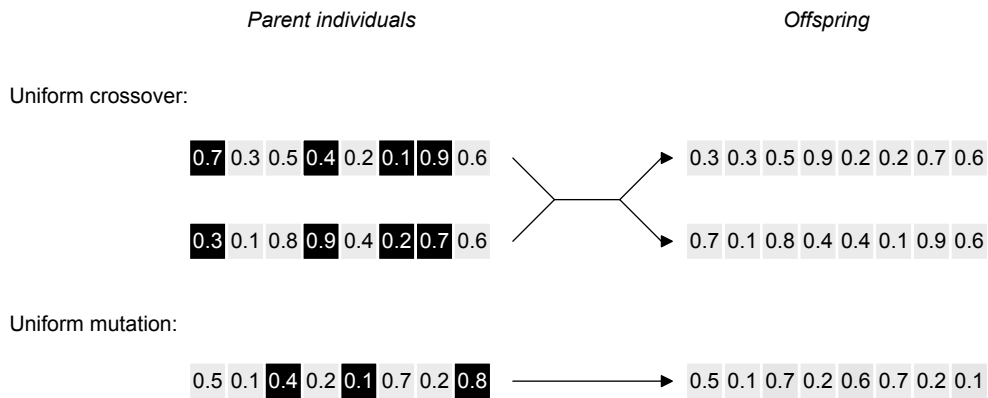 Parent individuals Offspring
Uniform crossover:
0.7 0.3 0.5 0.4 0.2 0.1 0.9 0.6 0.3 0.3 0.5 0.9 0.2 0.2 0.7 0.6
0.3 0.1 0.8 0.9 0.4 0.2 0.7 0.6 0.7 0.1 0.8 0.4 0.4 0.1 0.9 0.6
Uniform mutation:
0.5 0.1 0.4 0.2 0.1 0.7 0.2 0.8 0.5 0.1 0.7 0.2 0.6 0.7 0.2 0.1